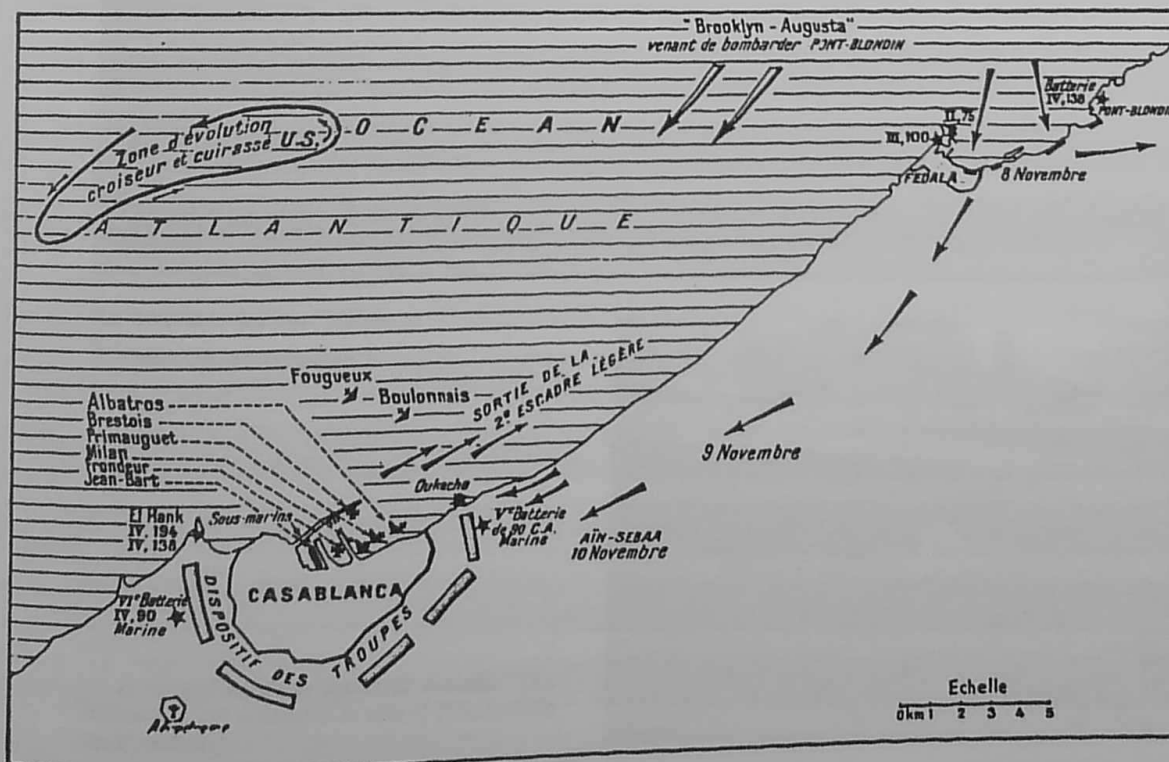 "Brooklyn - Augusta"
venant de bombarder PONT-BLONDIN
Batterie
IV, 138
PONT-BLONDIN
II, 75
III, 100
FEDALA
8 Novembre
Zone d'évolution
croiseur et cuirassé U.S.
OCEAN
ATLANTIQUE
Fougueux
Boulonnais
SORTIE DE LA
2e ESCADRE LÉGÈRE
Albatros
Brestois
Primauguet
Milan
Frondeur
Jean-Bart
9 Novembre
Oukacha
El Hank
IV. 194
IV, 138
Sous-marins
Ve Batterie
de 90 C.A.
Marine
AÏN-SEBAA
10 Novembre
CASABLANCA
VIe Batterie
IV, 90
Marine
DISPOSITIF DES TROUPES
Echelle
0km 1 2 3 4 5